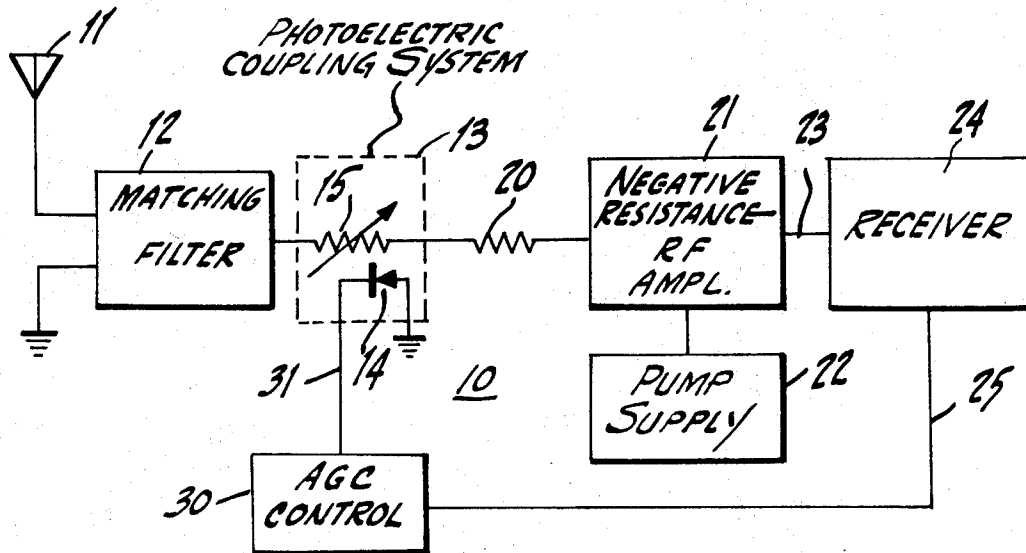 11
PHOTOELECTRIC
COUPLING SYSTEM
12
MATCHING
FILTER
13
15
20
21
NEGATIVE
RESISTANCE-
RF
AMPL.
23
24
RECEIVER
14
31
10
PUMP
SUPPLY
22
25
30
AGC
CONTROL